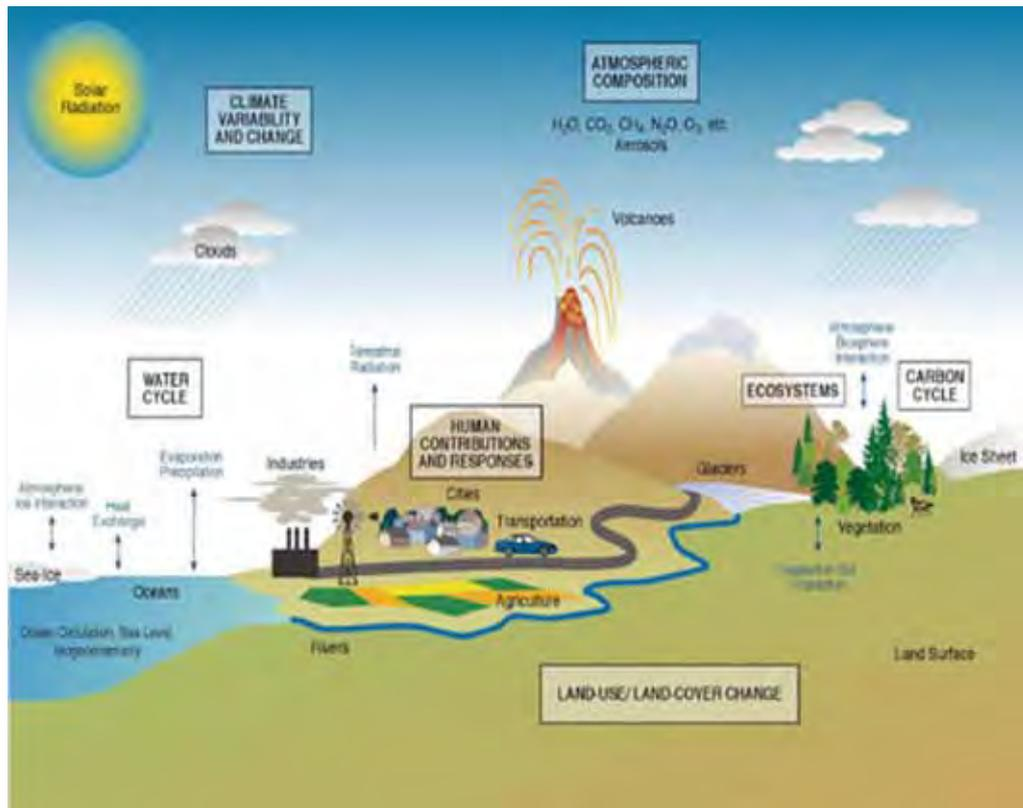 Solar
Radiation
CLIMATE
VARIABILITY
AND CHANGE
ATMOSPHERIC
COMPOSITION
H₂O, CO₂, CH₄, N₂O, O₃, etc.
Aerosols
Volcanoes
Clouds
Terrestrial
Radiation
Atmosphere
Biosphere
Interaction
WATER
CYCLE
ECOSYSTEMS
CARBON
CYCLE
HUMAN
CONTRIBUTIONS
AND RESPONSES
Evaporation
Precipitation
Industries
Glaciers
Ice Sheet
Atmosphere
Ice Interaction
Heat
Exchange
Cities
Transportation
Vegetation
Sea Ice
Oceans
Agriculture
Interaction
Ocean Circulation, Sea Level,
Biogeochemistry
Rivers
Land Surface
LAND-USE/ LAND-COVER CHANGE